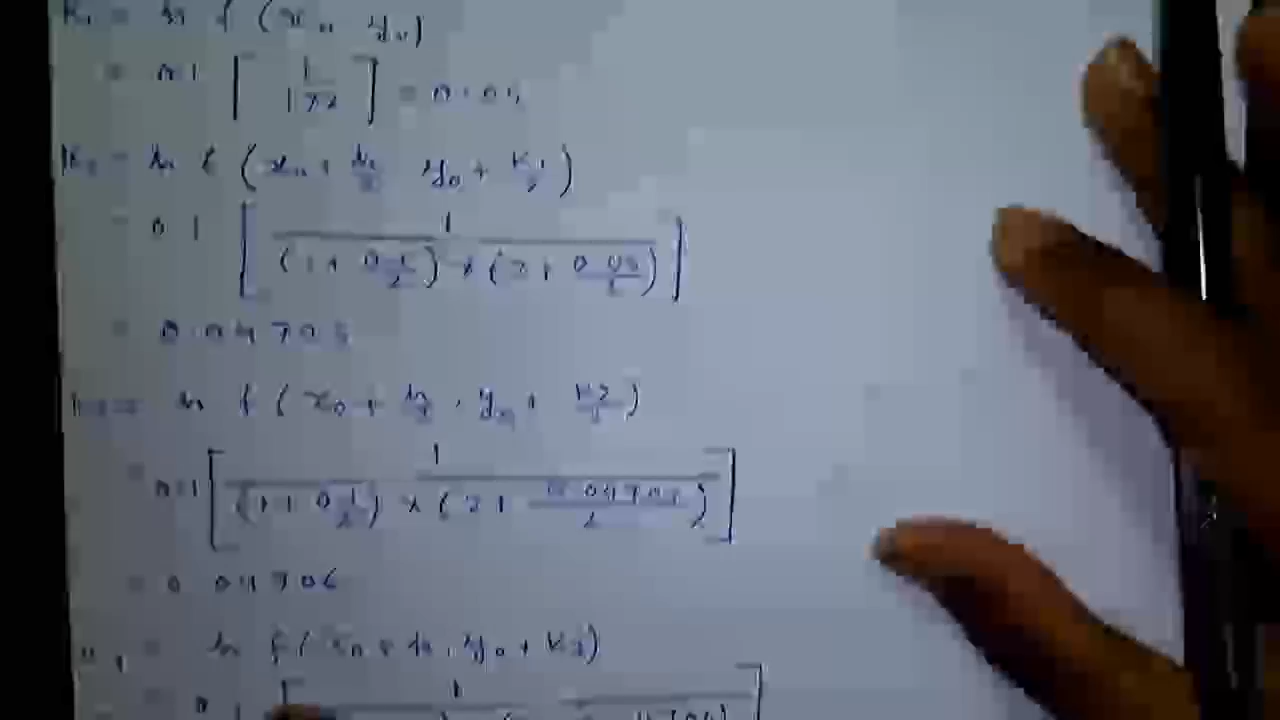 K1 = h f (x0, y0)
= 0.1 [ 1 / 1×2 ] = 0.05
K2 = h f (x0 + h/2, y0 + K1/2)
= 0.1 [ 1 / (1 + 0.1/2) × (2 + 0.05/2) ]
= 0.04703
K3 = h f (x0 + h/2, y0 + K2/2)
= 0.1 [ 1 / (1 + 0.1/2) × (2 + 0.04703/2) ]
= 0.04706
K4 = h f (x0 + h, y0 + K3)